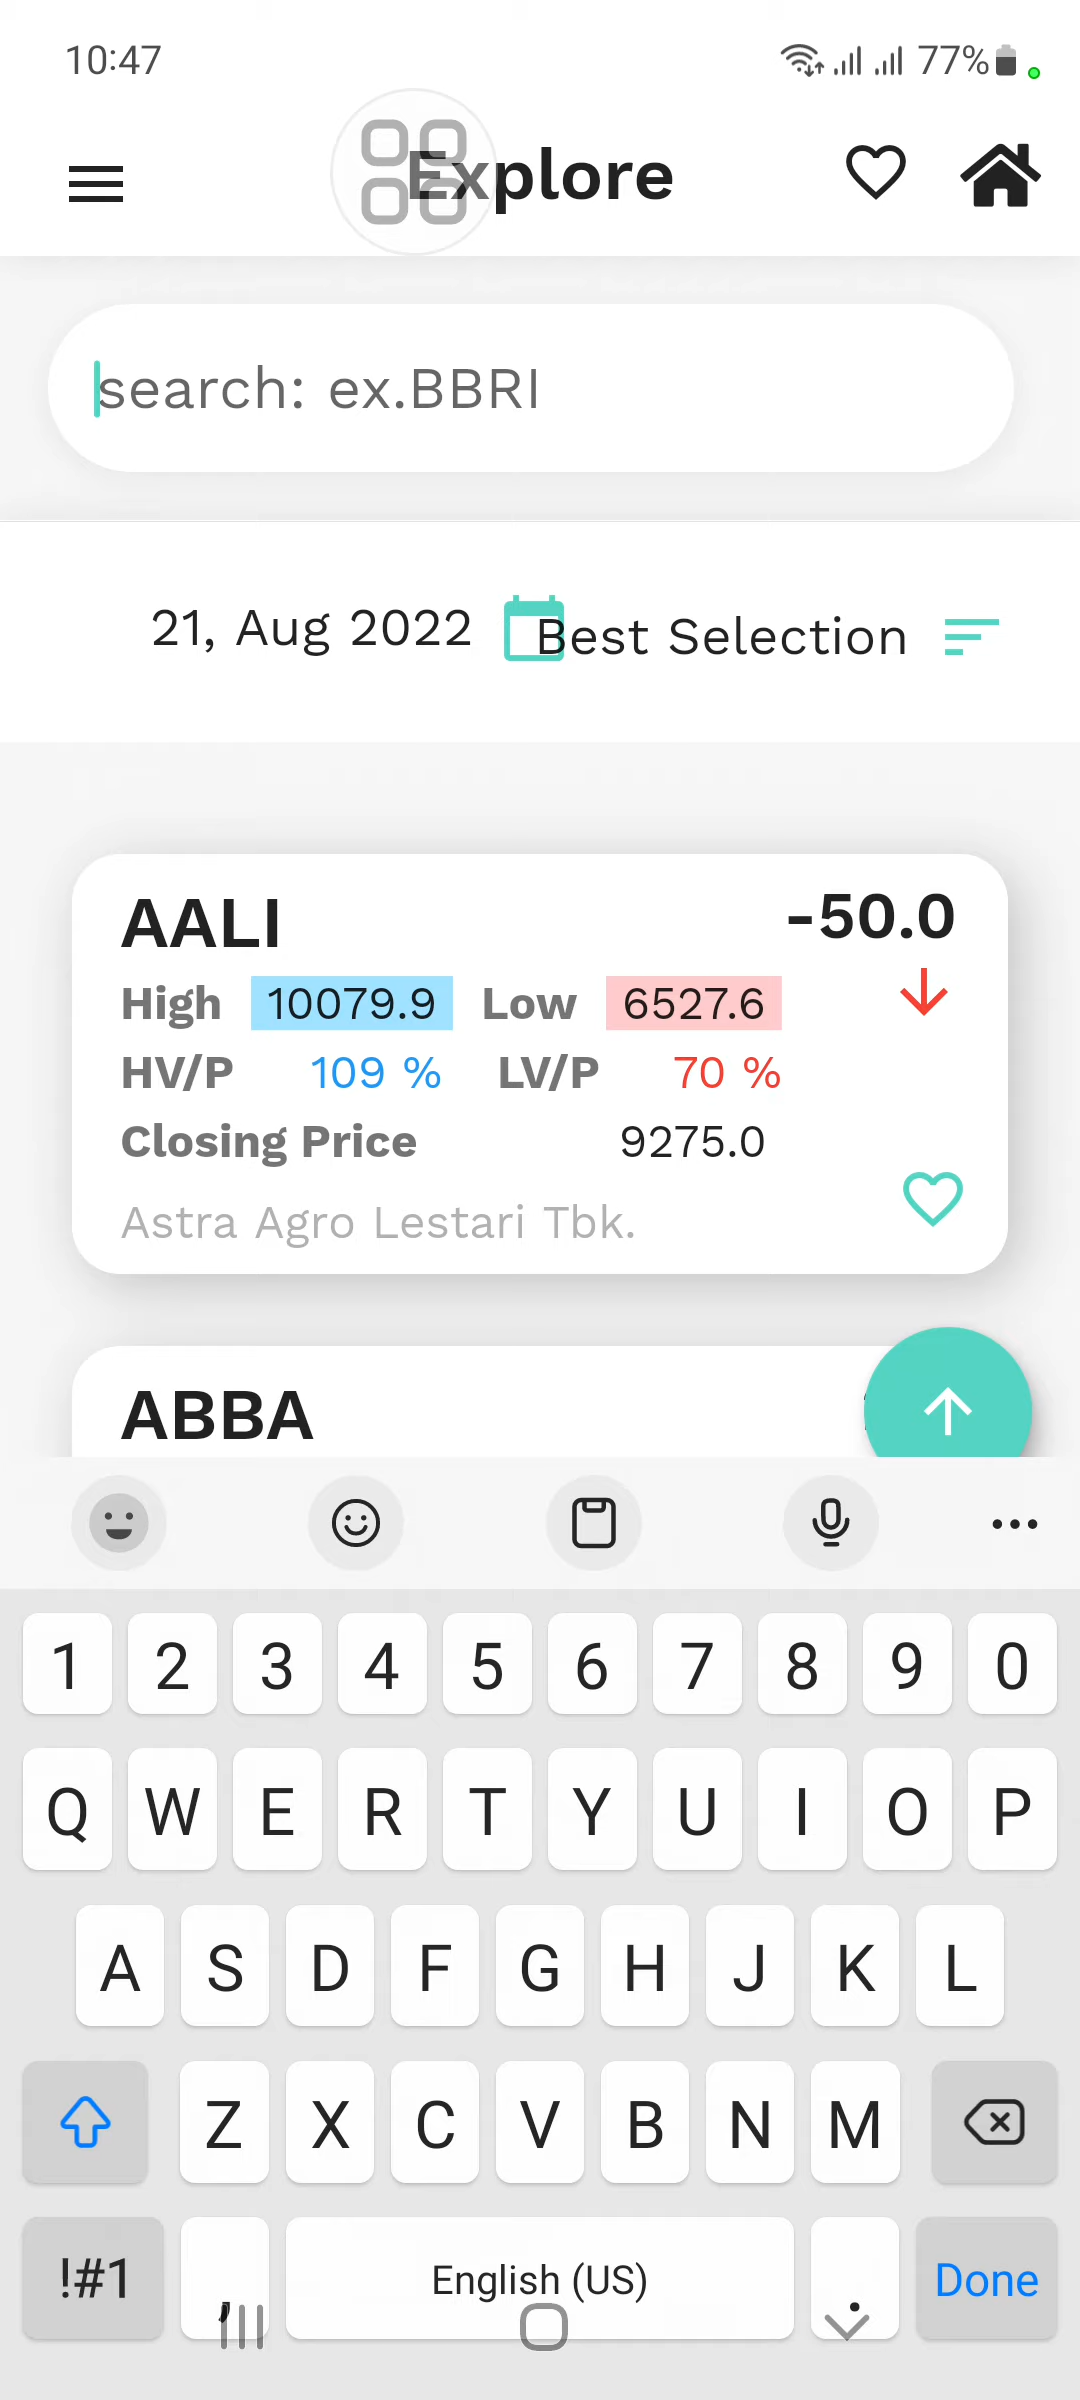 10:47 77%
Explore
search: ex.BBRI
21, Aug 2022 Best Selection
AALI -50.0
High 10079.9 Low 6527.6
HV/P 109 % LV/P 70 %
Closing Price 9275.0
Astra Agro Lestari Tbk.
ABBA
1 2 3 4 5 6 7 8 9 0
Q W E R T Y U I O P
A S D F G H J K L
Z X C V B N M
!#1 , English (US) . Done